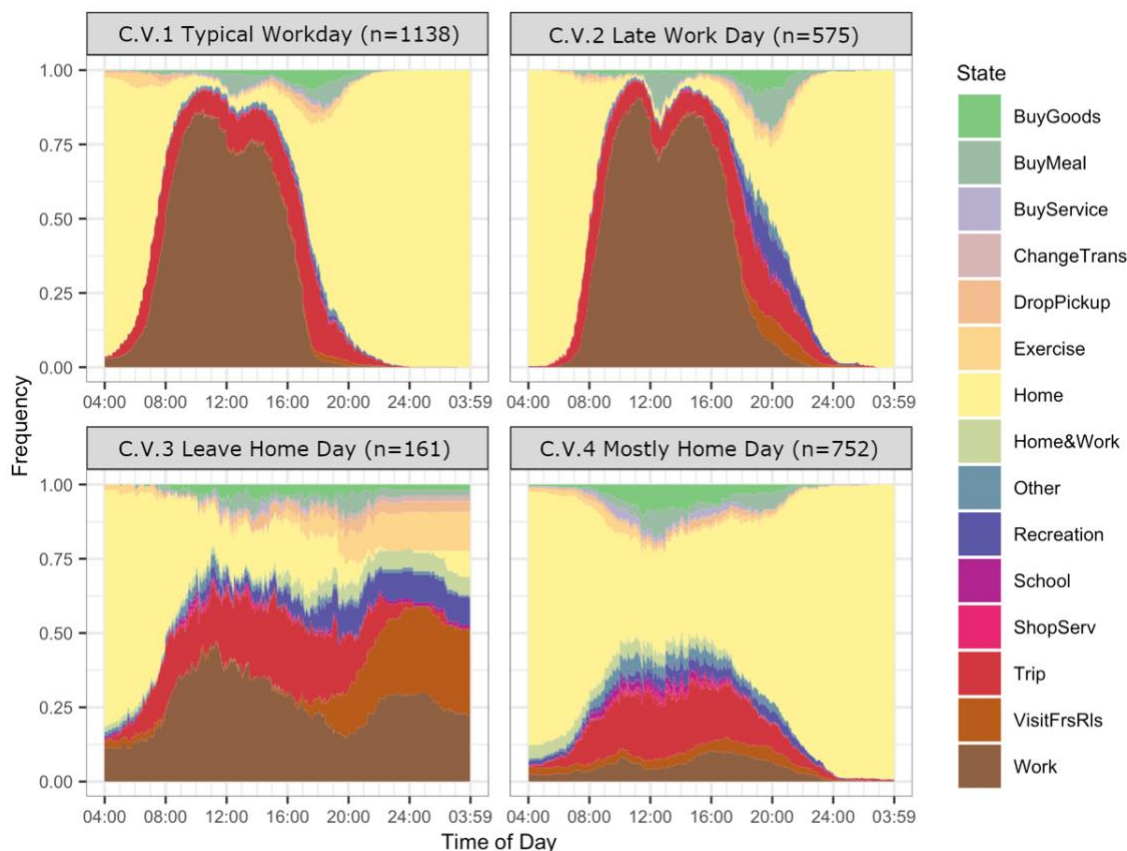 C.V.1 Typical Workday (n=1138)
C.V.2 Late Work Day (n=575)
1.00
0.75
0.50
0.25
0.00
04:00 08:00 12:00 16:00 20:00 24:00 03:59
04:00 08:00 12:00 16:00 20:00 24:00 03:59
Frequency
C.V.3 Leave Home Day (n=161)
C.V.4 Mostly Home Day (n=752)
1.00
0.75
0.50
0.25
0.00
04:00 08:00 12:00 16:00 20:00 24:00 03:59
04:00 08:00 12:00 16:00 20:00 24:00 03:59
Time of Day
State
BuyGoods
BuyMeal
BuyService
ChangeTrans
DropPickup
Exercise
Home
Home&Work
Other
Recreation
School
ShopServ
Trip
VisitFrsRls
Work